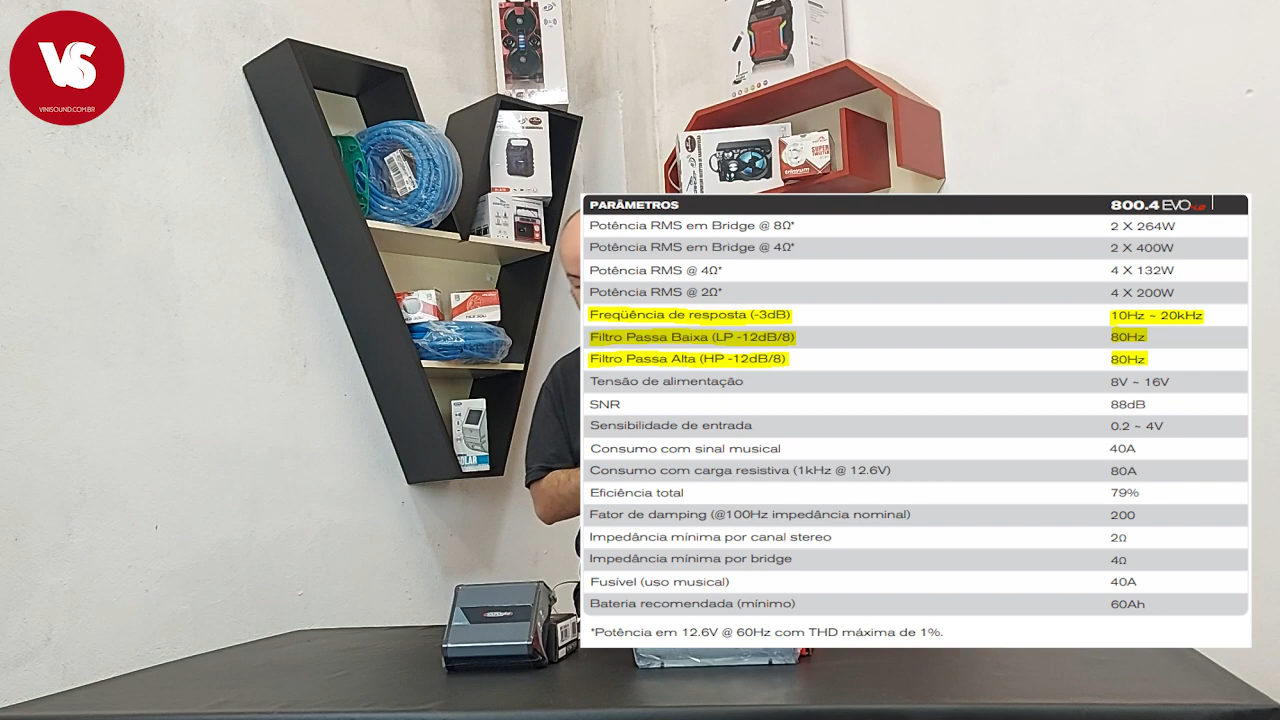 VS
VINISOUND.COM.BR
SUPER
PARÂMETROS 800.4 EVO
Potência RMS em Bridge @ 8Ω* 2 X 264W
Potência RMS em Bridge @ 4Ω* 2 X 400W
Potência RMS @ 4Ω* 4 X 132W
Potência RMS @ 2Ω* 4 X 200W
Freqüência de resposta (-3dB) 10Hz ~ 20kHz
Filtro Passa Baixa (LP -12dB/8) 80Hz
Filtro Passa Alta (HP -12dB/8) 80Hz
Tensão de alimentação 8V ~ 16V
SNR 88dB
Sensibilidade de entrada 0.2 ~ 4V
Consumo com sinal musical 40A
Consumo com carga resistiva (1kHz @ 12.6V) 80A
Eficiência total 79%
Fator de damping (@100Hz impedância nominal) 200
Impedância mínima por canal stereo 2Ω
Impedância mínima por bridge 4Ω
Fusível (uso musical) 40A
Bateria recomendada (mínimo) 60Ah
*Potência em 12.6V @ 60Hz com THD máxima de 1%.